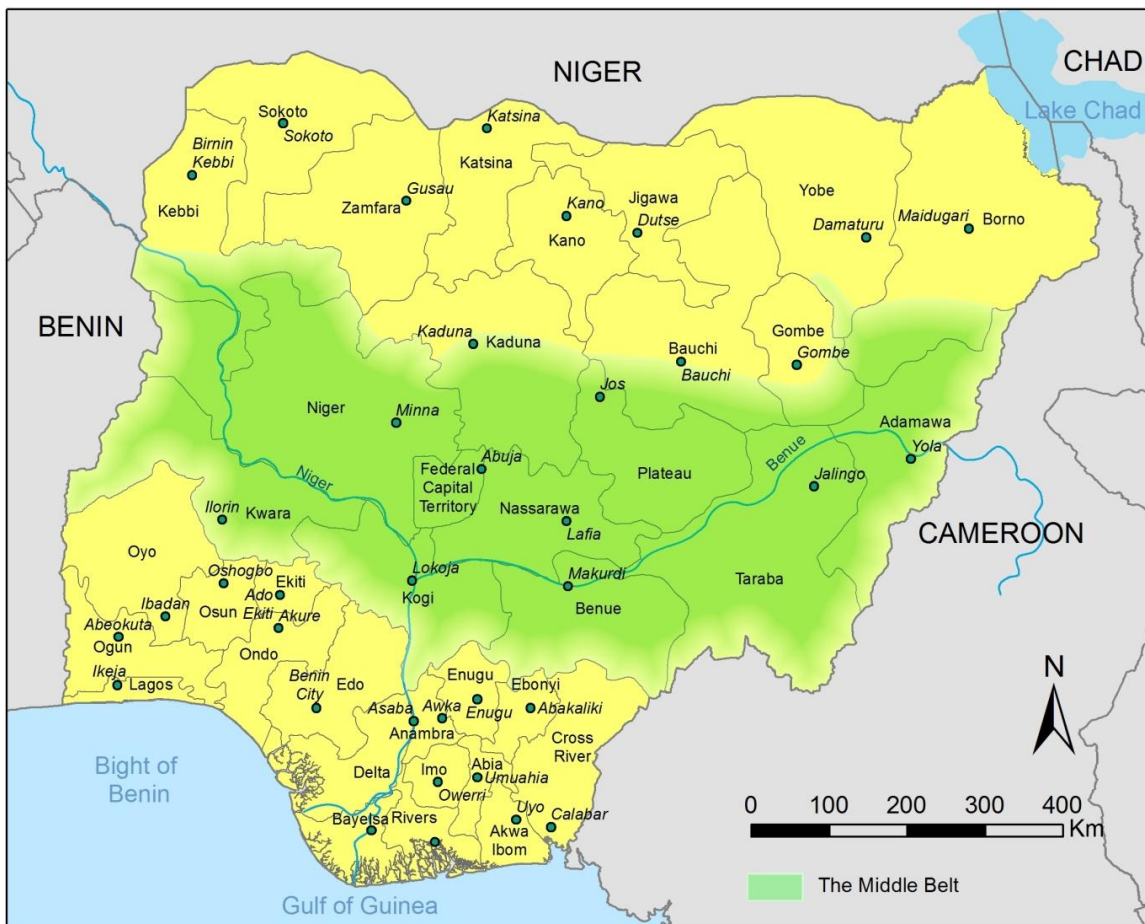 NIGER
CHAD
Lake Chad
Sokoto
Sokoto
Katsina
Katsina
Birnin
Kebbi
Kebbi
Gusau
Zamfara
Kano
Kano
Jigawa
Dutse
Yobe
Damaturu
Maidugari
Borno
BENIN
Kaduna
Kaduna
Bauchi
Bauchi
Gombe
Gombe
Jos
Niger
Minna
Adamawa
Yola
Benue
Abuja
Federal
Capital
Territory
Plateau
Jalingo
Niger
Nassarawa
Lafia
Ilorin
Kwara
CAMEROON
Oyo
Lokoja
Kogi
Makurdi
Benue
Taraba
Oshogbo
Osun
Ekiti
Ado
Ekiti
Akure
Ibadan
Abeokuta
Ogun
Ondo
Ikeja
Lagos
Benin
City
Edo
Enugu
Enugu
Ebonyi
Abakaliki
Asaba
Awka
Anambra
Cross
River
Bight of
Benin
Delta
Imo
Owerri
Abia
Umuahia
Bayelsa
Rivers
Uyo
Akwa
Ibom
Calabar
Gulf of Guinea
N
0 100 200 300 400
Km
The Middle Belt